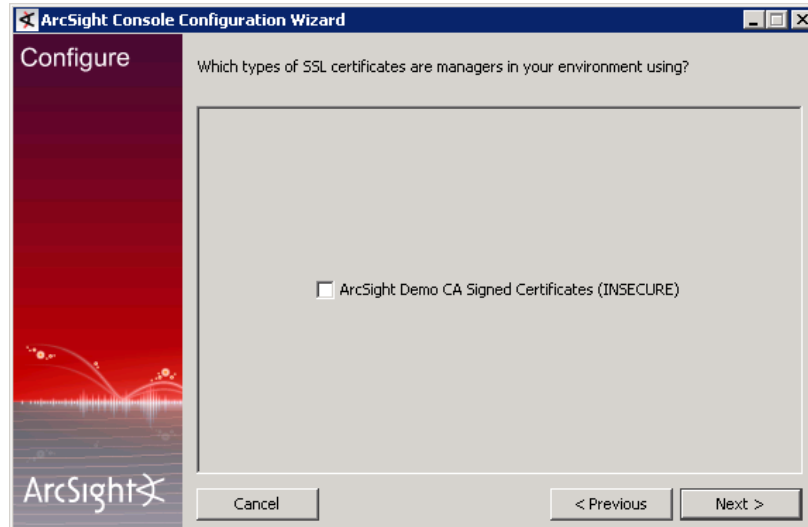 ArcSight Console Configuration Wizard
Configure
Which types of SSL certificates are managers in your environment using?
ArcSight Demo CA Signed Certificates (INSECURE)
ArcSight
Cancel
< Previous
Next >